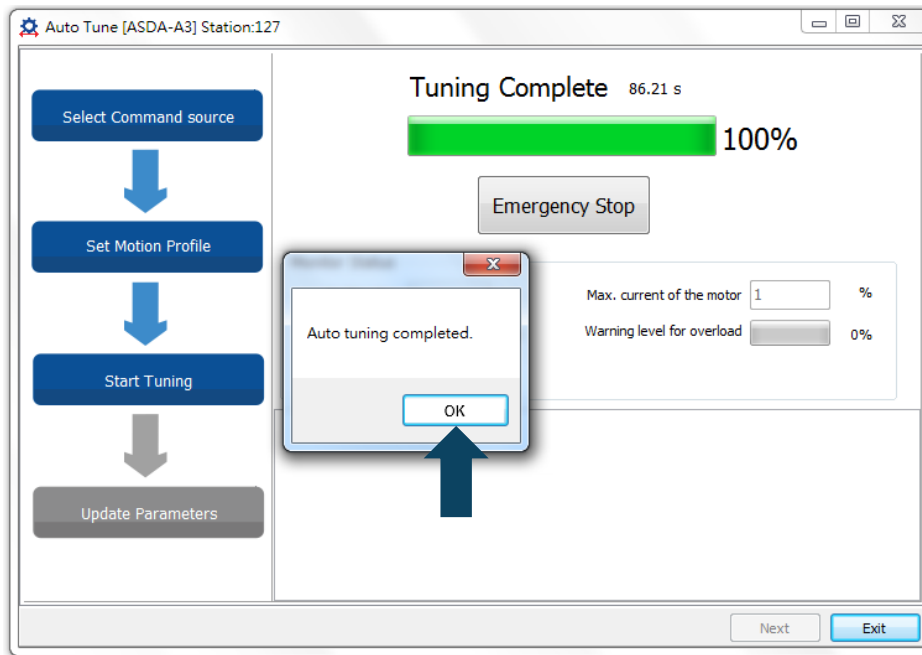 Auto Tune [ASDA-A3] Station:127
Select Command source
Set Motion Profile
Start Tuning
Update Parameters
Tuning Complete 86.21 s
100%
Emergency Stop
Max. current of the motor 1 %
Warning level for overload 0%
Auto tuning completed.
OK
Next
Exit